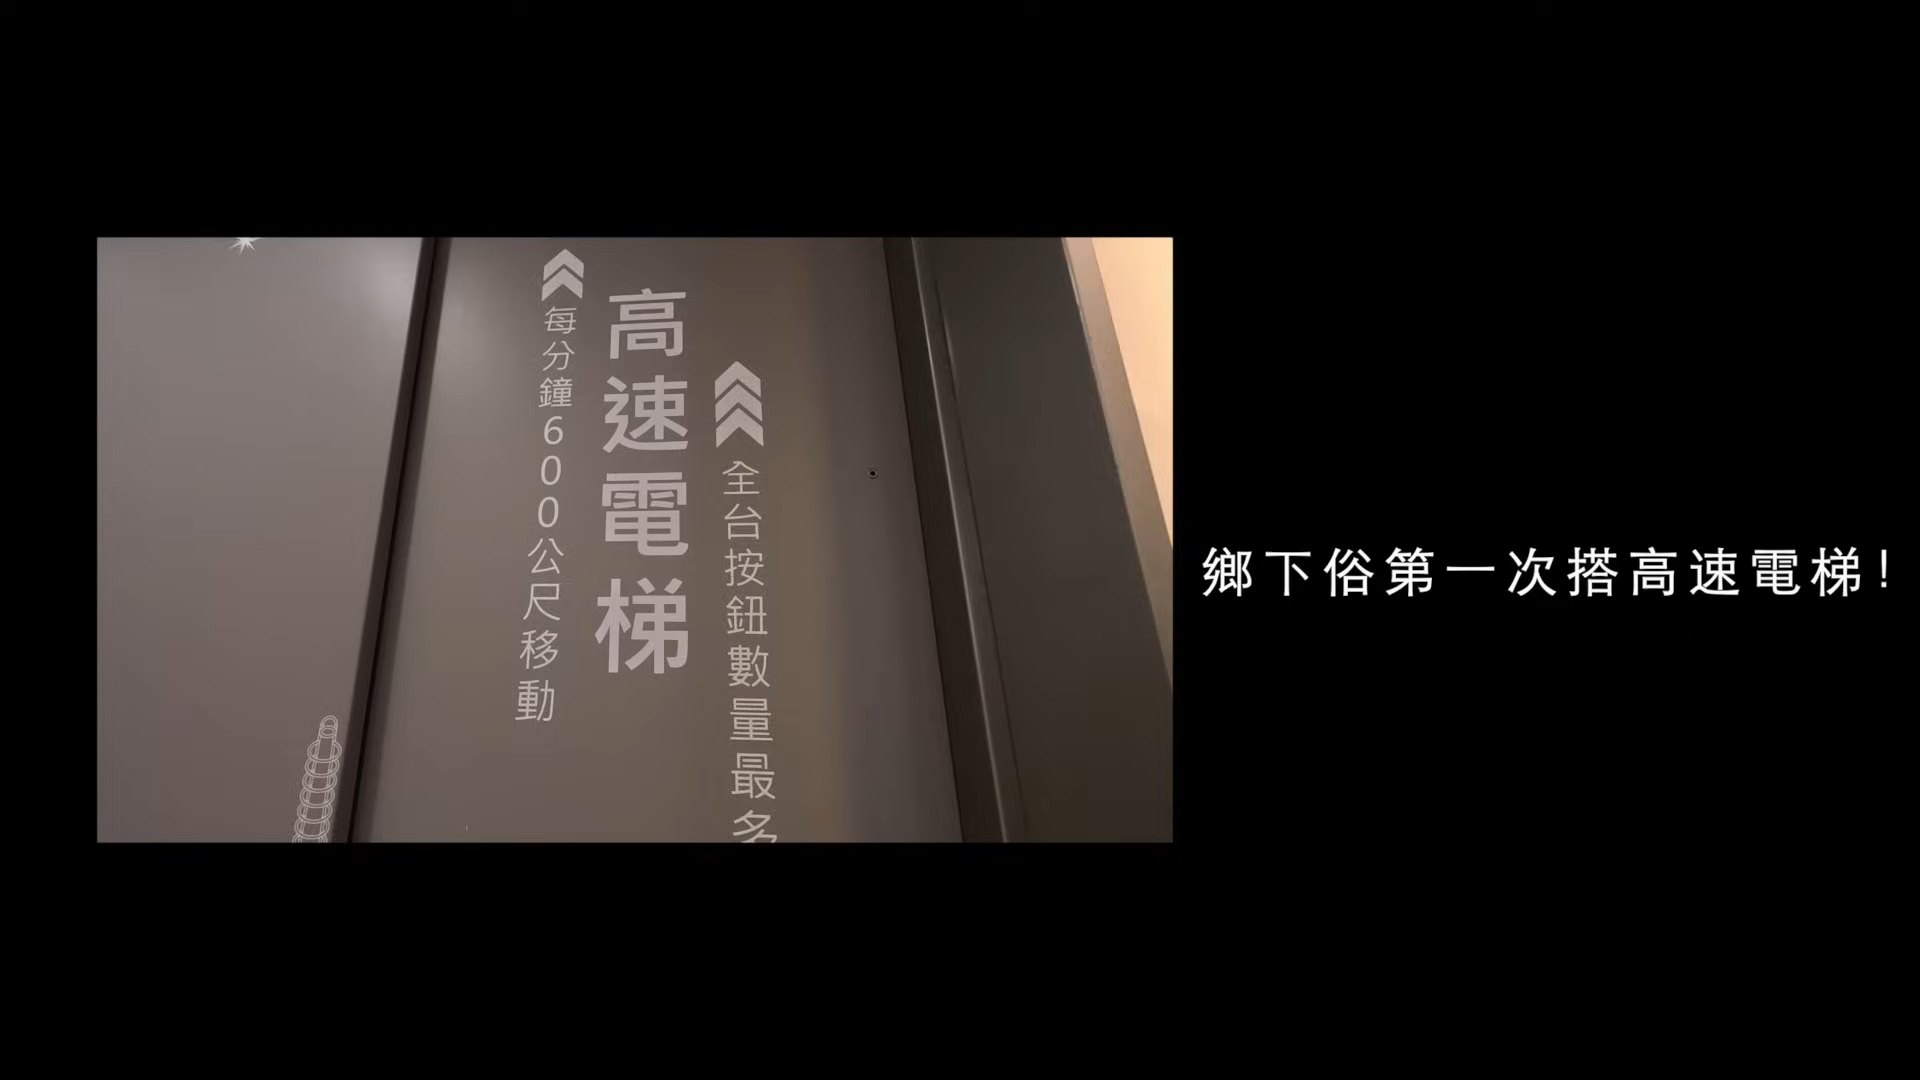 高速電梯
每分鐘600公尺移動
全台按鈕數量最多
鄉下俗第一次搭高速電梯!